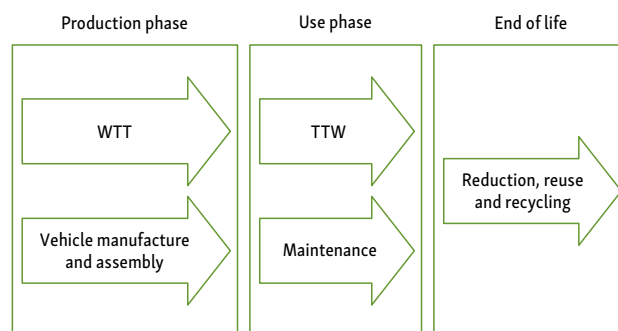 Production phase
Use phase
End of life
WTT
TTW
Reduction, reuse
and recycling
Vehicle manufacture
and assembly
Maintenance